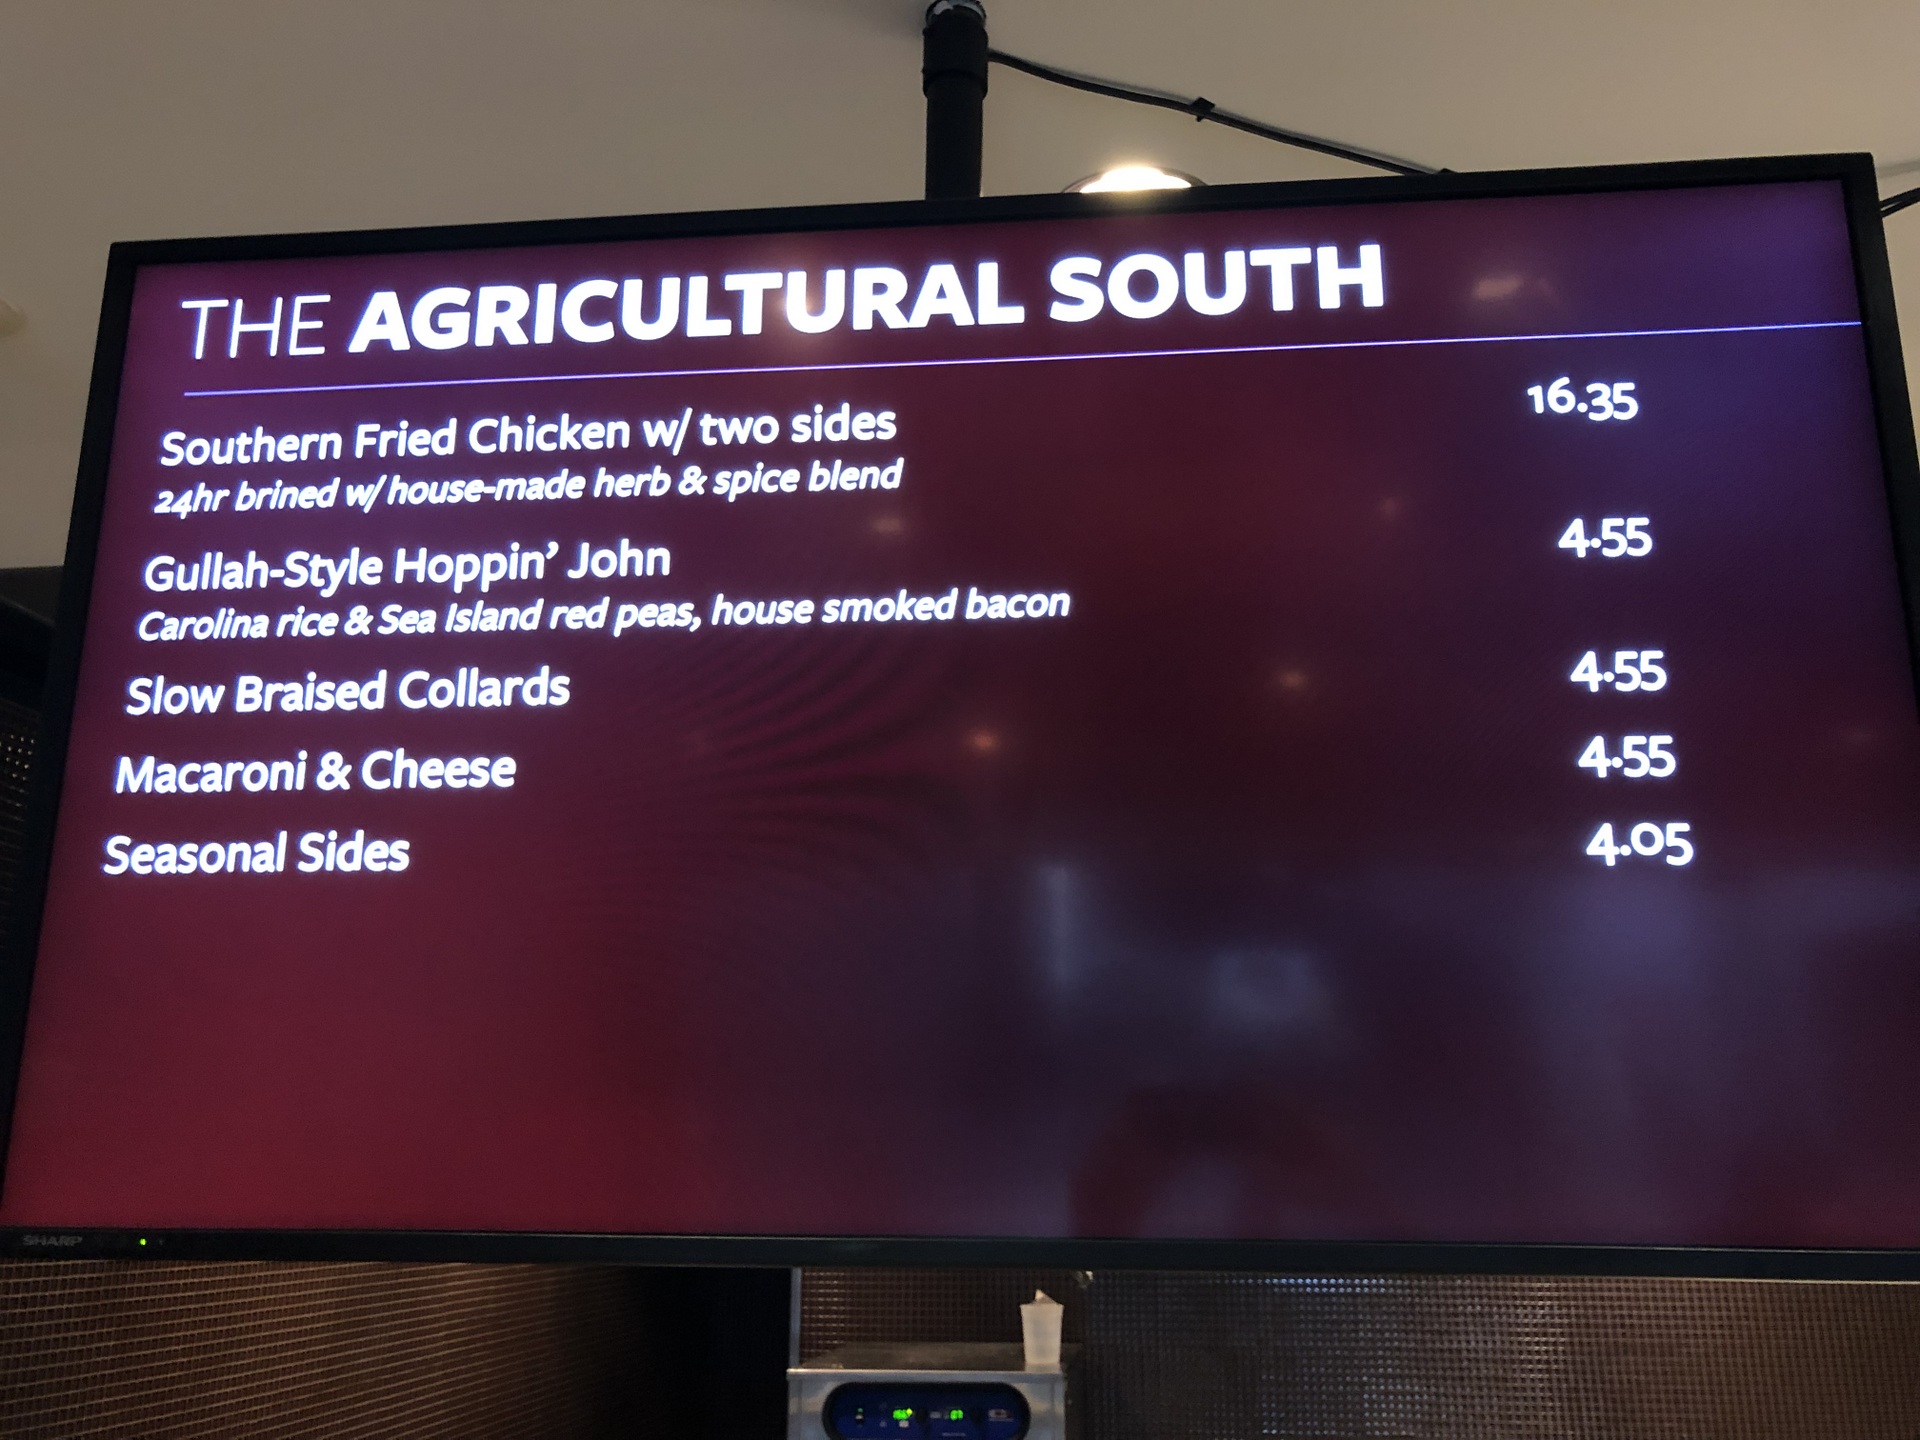 THE AGRICULTURAL SOUTH
Southern Fried Chicken w/ two sides 16.35
24hr brined w/ house-made herb & spice blend
Gullah-Style Hoppin’ John 4.55
Carolina rice & Sea Island red peas, house smoked bacon
Slow Braised Collards 4.55
Macaroni & Cheese 4.55
Seasonal Sides 4.05
SHARP